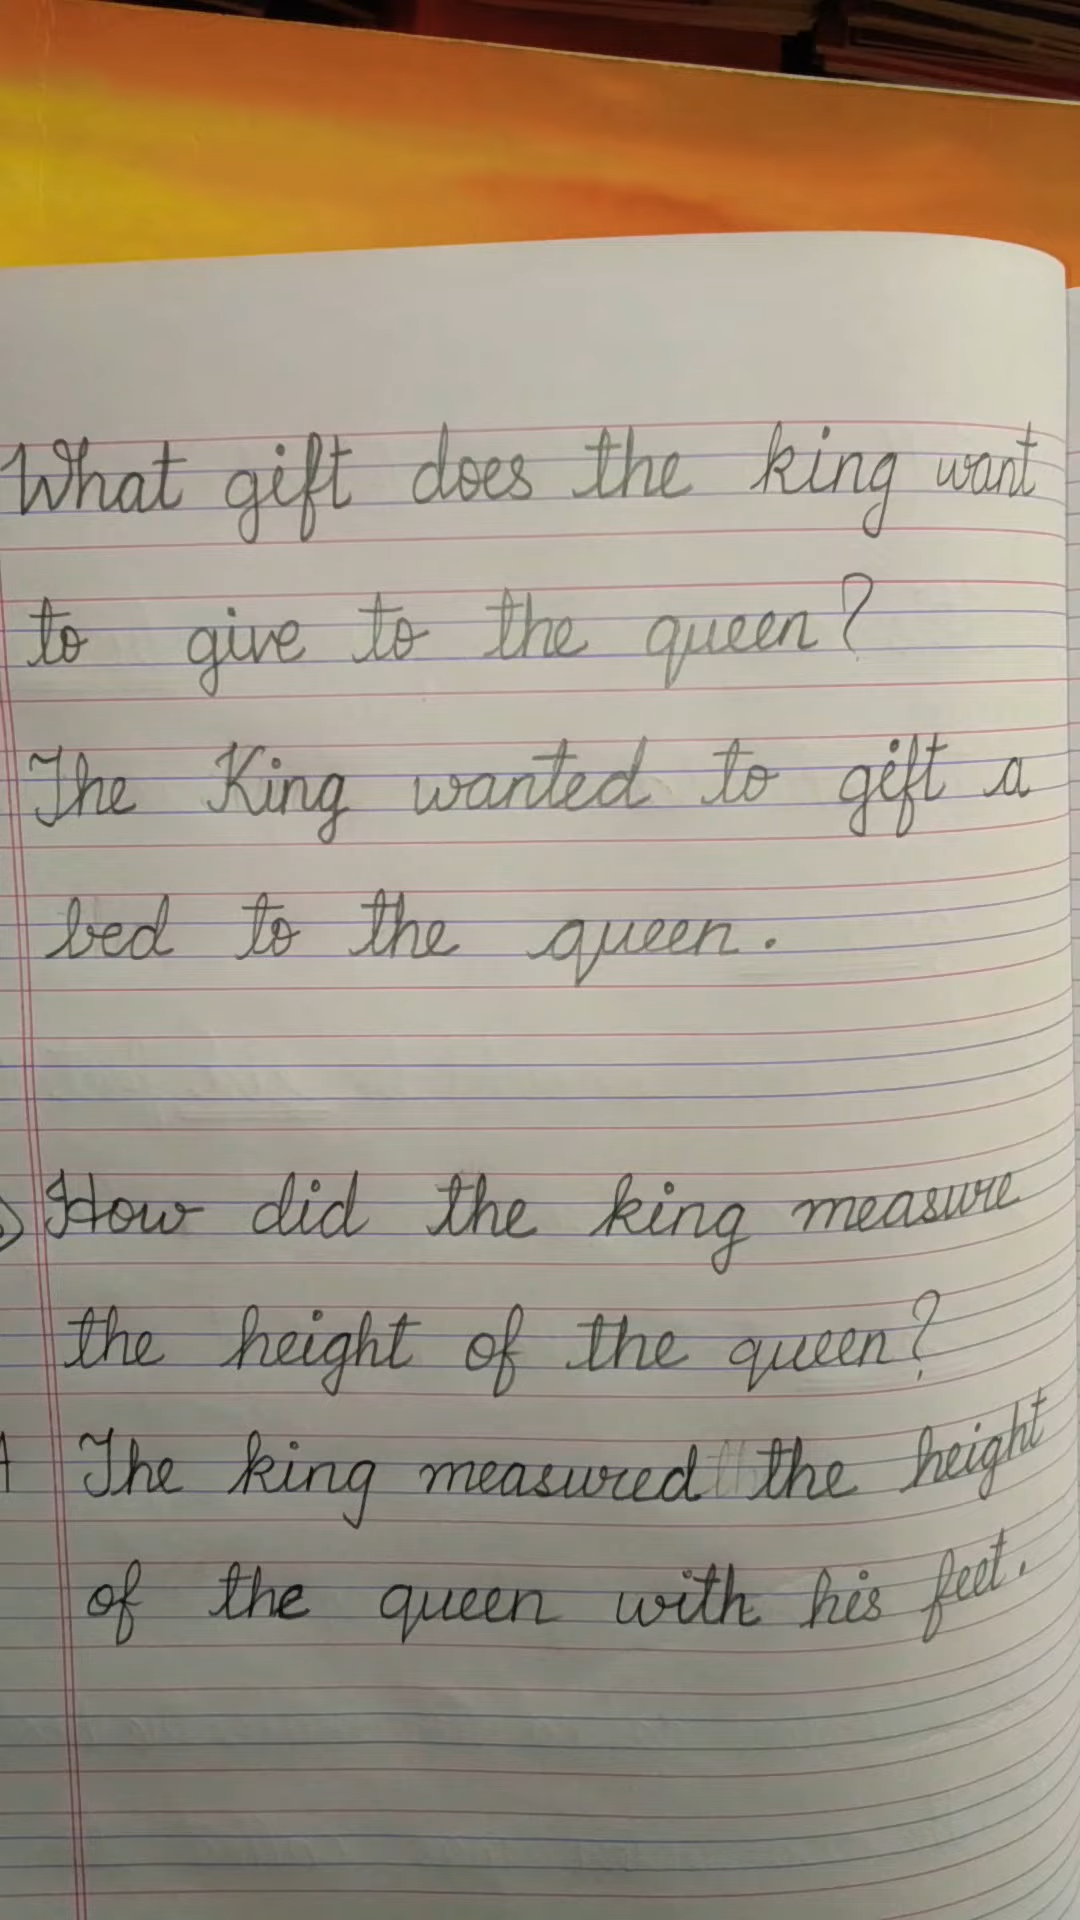 What gift does the king want
to give to the queen?
The King wanted to gift a
bed to the queen.
How did the king measure
the height of the queen?
A The king measured the height
of the queen with his feet.